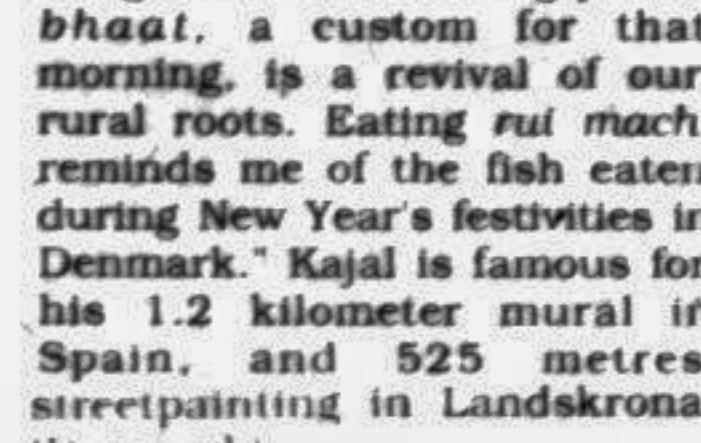 bhaat, a custom for that
morning, is a revival of our
rural roots. Eating rui mach
reminds me of the fish eaten
during New Year's festivities in
Denmark." Kajal is famous for
his 1.2 kilometer mural in
Spain, and 525 metres
streetpainting in Landskrona